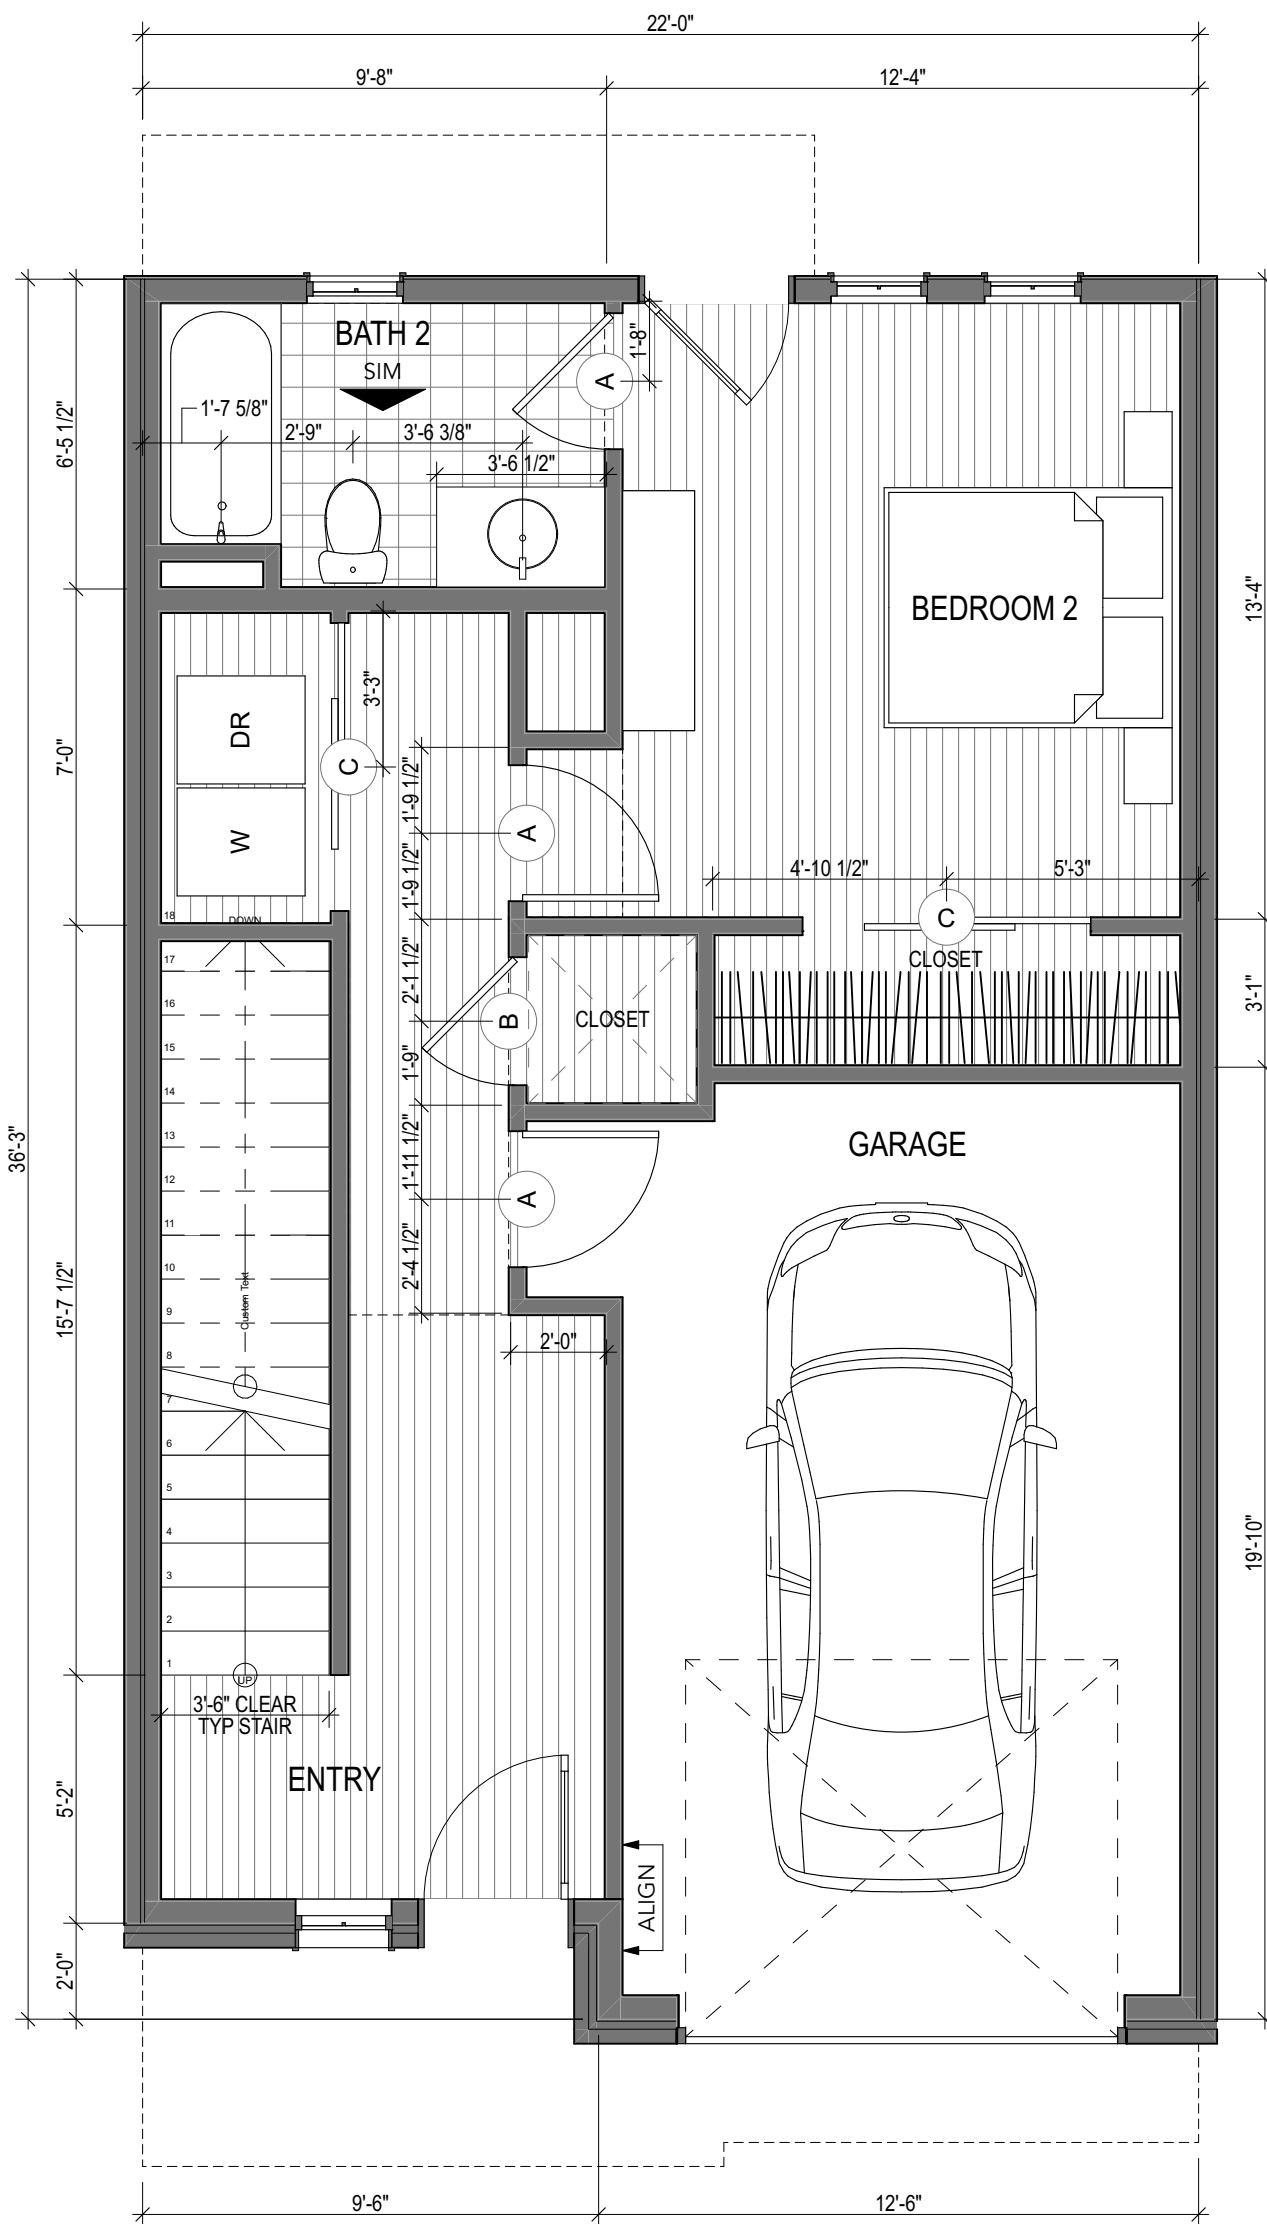 22'-0"
9'-8"
12'-4"
BATH 2
SIM
1'-8"
A
1'-7 5/8"
2'-9"
3'-6 3/8"
3'-6 1/2"
6'-5 1/2"
BEDROOM 2
13'-4"
3'-3"
DR
C
7'-0"
W
1'-9 1/2"
A
1'-9 1/2"
4'-10 1/2"
5'-3"
18
DOWN
C
CLOSET
17
2'-1 1/2"
3'-1"
16
B
CLOSET
15
1'-9"
14
13
36'-3"
1'-11 1/2"
GARAGE
12
A
11
10
2'-4 1/2"
Custom Text
9
15'-7 1/2"
2'-0"
8
7
6
5
4
19'-10"
3
2
1
UP
3'-6" CLEAR
TYP STAIR
ENTRY
5'-2"
ALIGN
2'-0"
9'-6"
12'-6"